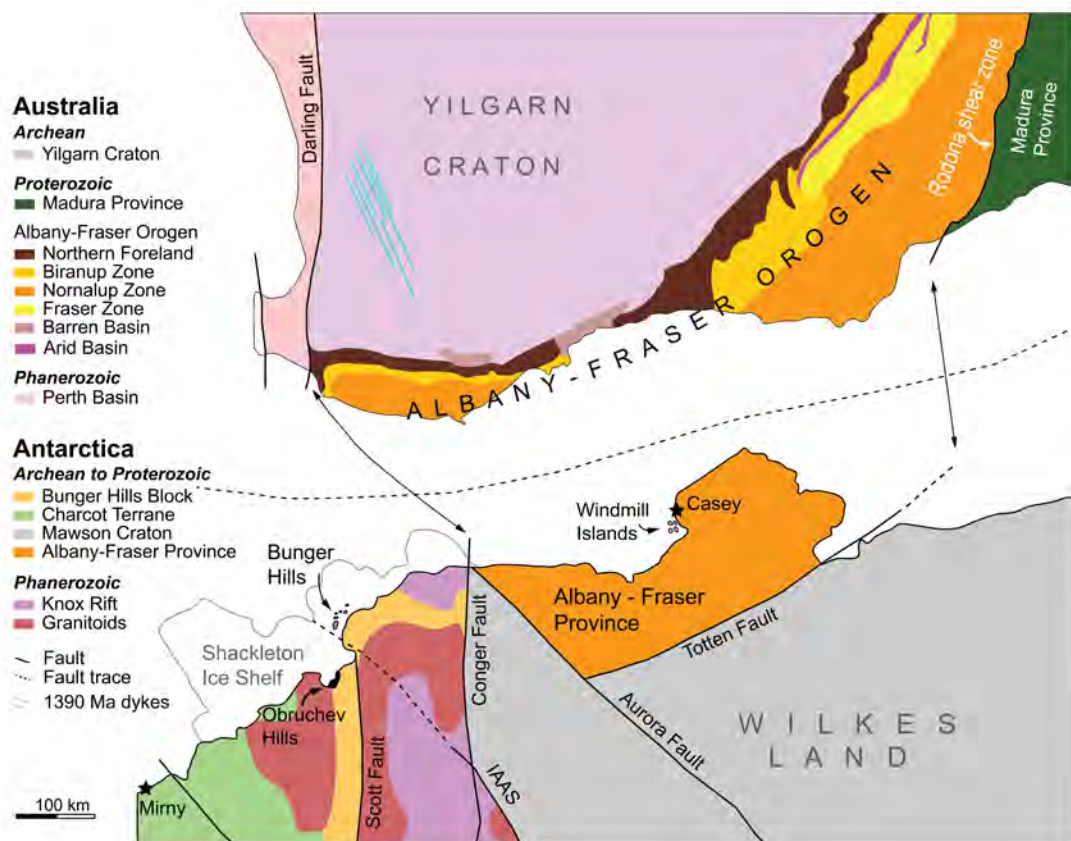 Australia
Archean
Yilgarn Craton
Proterozoic
Madura Province
Albany-Fraser Orogen
Northern Foreland
Biranup Zone
Nornalup Zone
Fraser Zone
Barren Basin
Arid Basin
Phanerozoic
Perth Basin
Antarctica
Archean to Proterozoic
Bunger Hills Block
Charcot Terrane
Mawson Craton
Albany-Fraser Province
Phanerozoic
Knox Rift
Granitoids
Fault
Fault trace
1390 Ma dykes
100 km
Darling Fault
YILGARN
CRATON
ALBANY-FRASER OROGEN
Rodona shear zone
Madura
Province
Windmill
Islands
Casey
Bunger
Hills
Albany - Fraser
Province
Totten Fault
Conger Fault
Shackleton
Ice Shelf
Obruchev
Hills
Scott Fault
IAAS
Aurora Fault
WILKES
LAND
Mirny